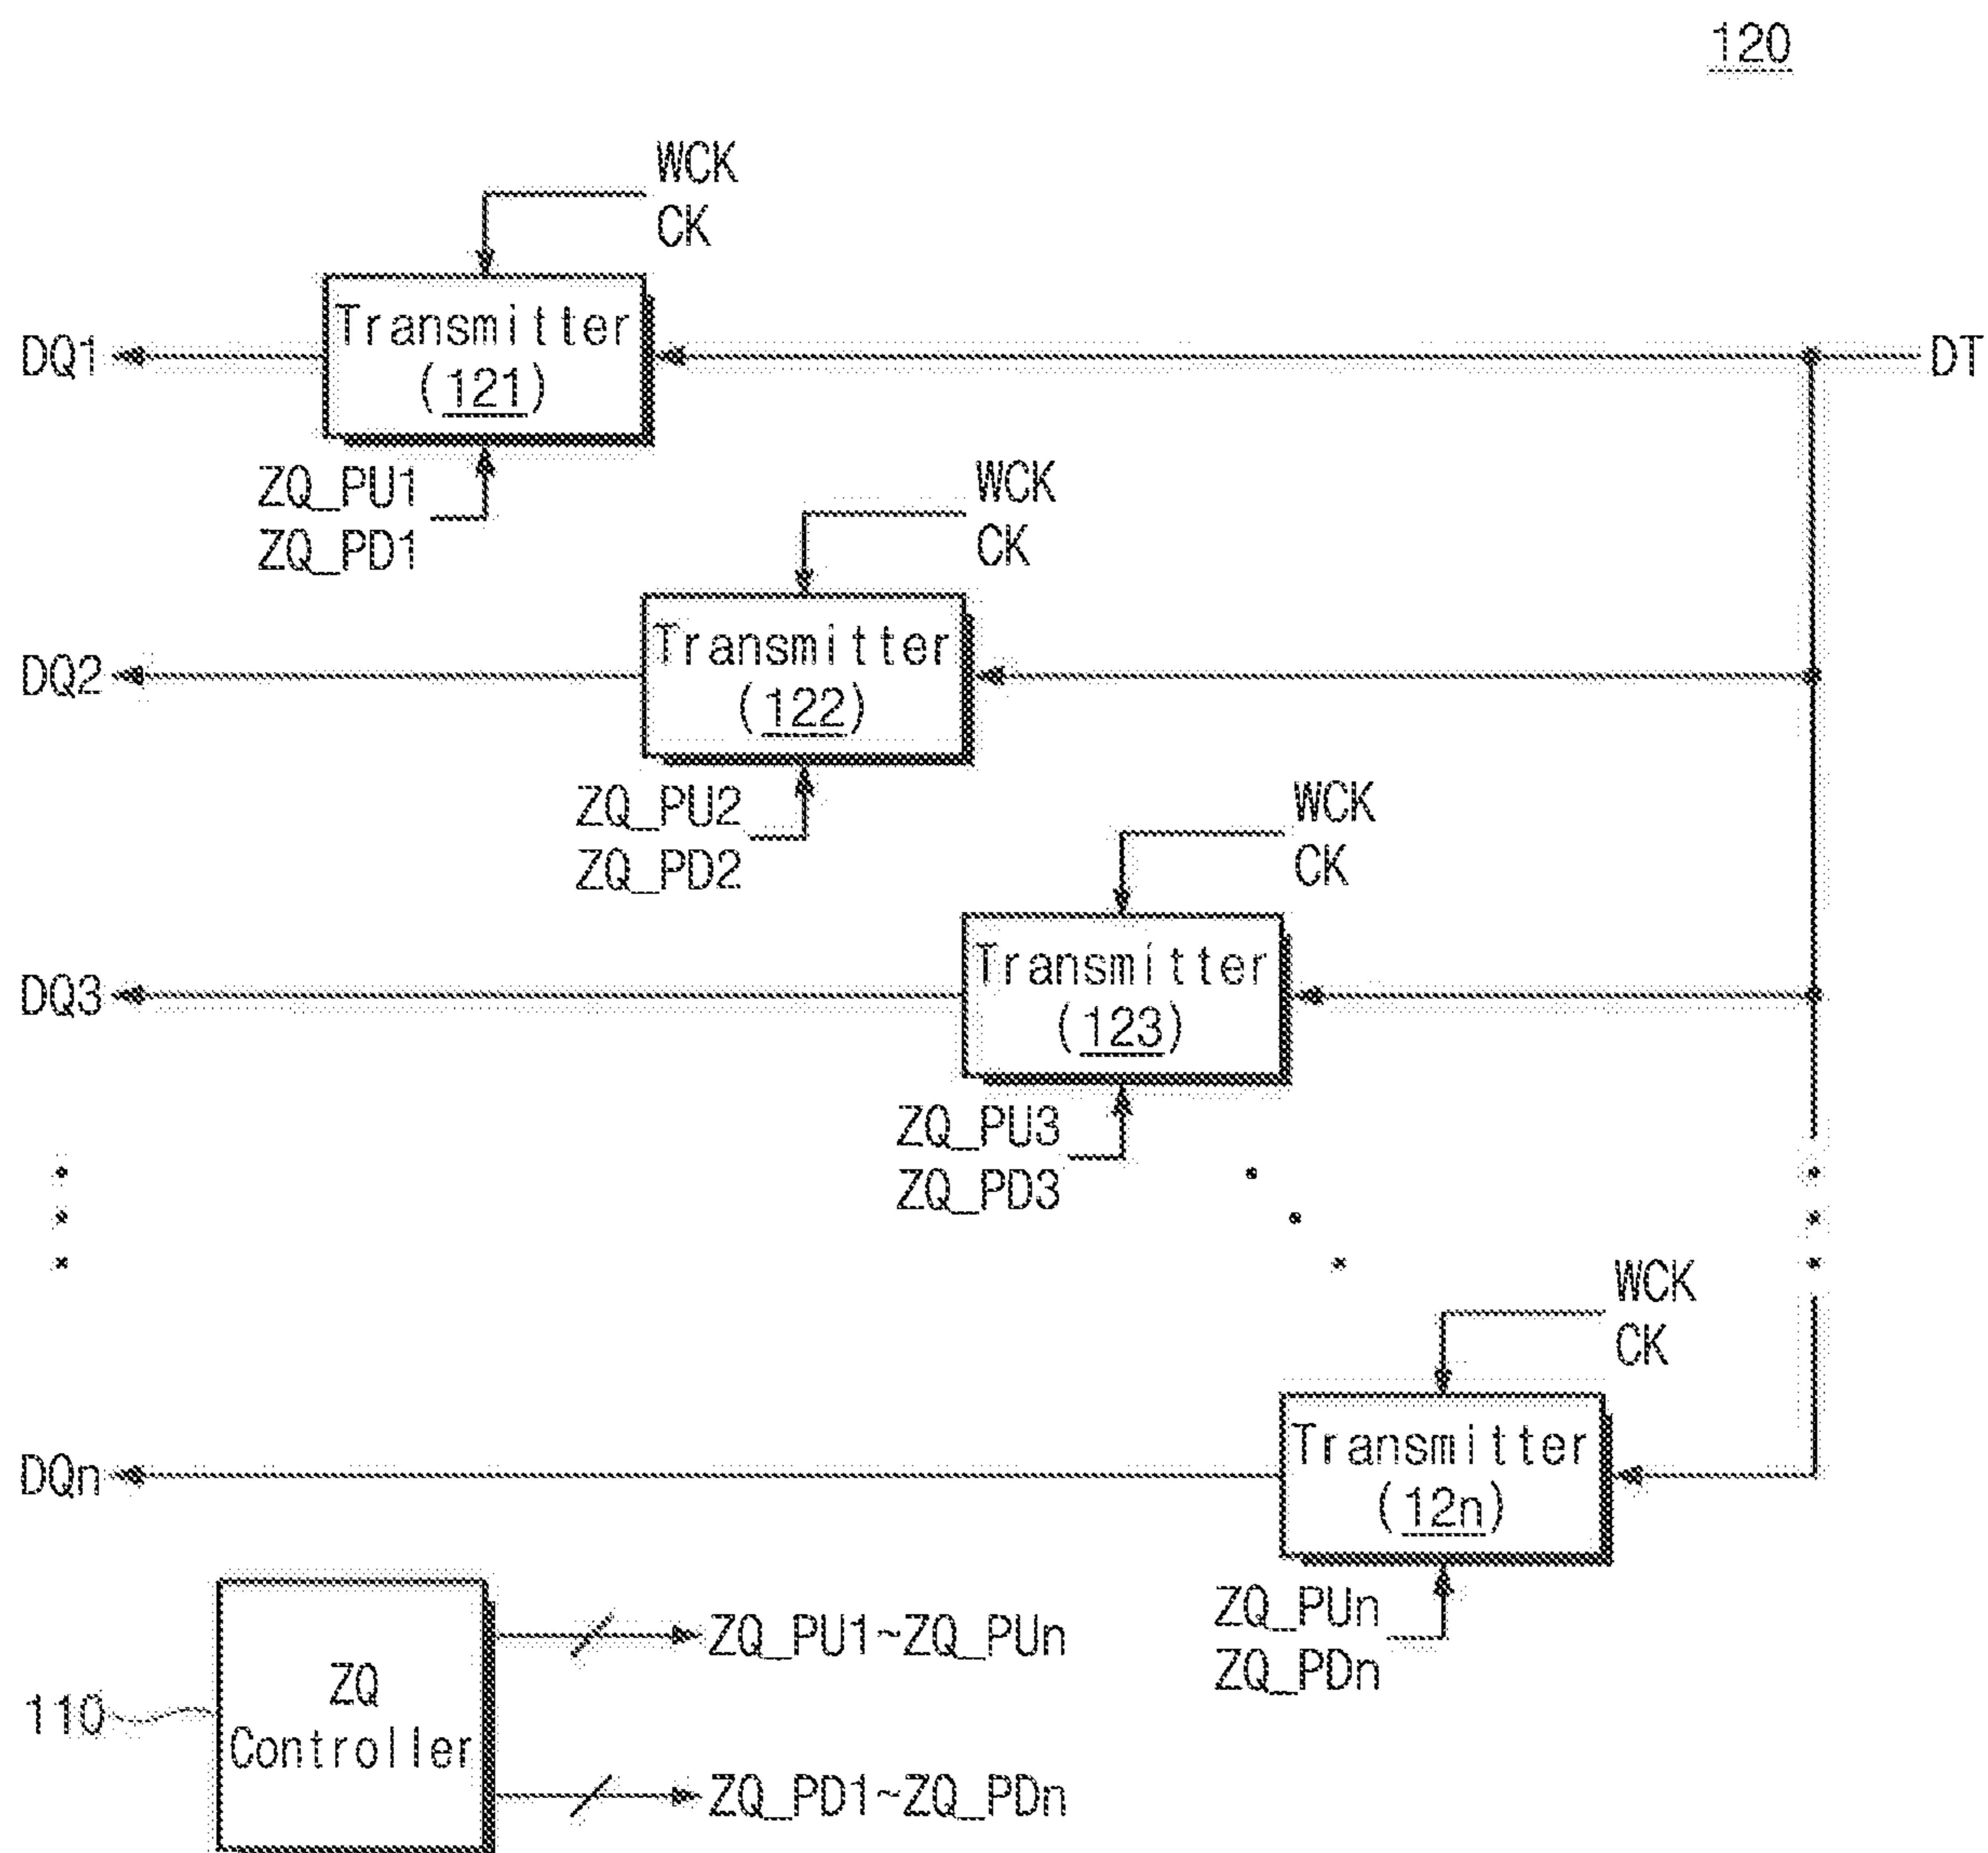 120
WCK
CK
Transmitter
(121)
DQ1
DT
ZQ_PU1
ZQ_PD1
WCK
CK
Transmitter
(122)
DQ2
ZQ_PU2
ZQ_PD2
WCK
CK
Transmitter
(123)
DQ3
ZQ_PU3
ZQ_PD3
WCK
CK
Transmitter
(12n)
DQn
ZQ_PUn
ZQ_PDn
110
ZQ
Controller
ZQ_PU1~ZQ_PUn
ZQ_PD1~ZQ_PDn